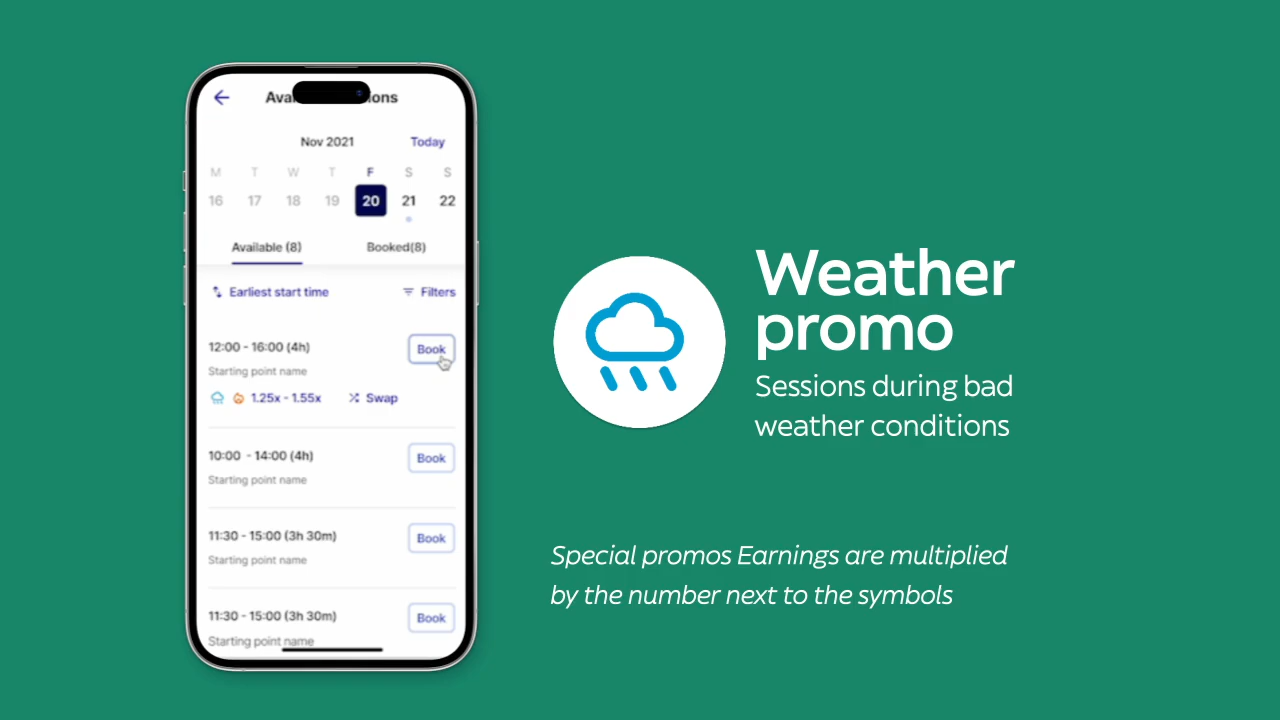 Ava ions
Nov 2021 Today
M T W T F S S
16 17 18 19 20 21 22
Available (8) Booked(8)
Earliest start time Filters
12:00 - 16:00 (4h) Book
Starting point name
1.25x - 1.55x Swap
10:00 - 14:00 (4h) Book
Starting point name
11:30 - 15:00 (3h 30m) Book
Starting point name
11:30 - 15:00 (3h 30m) Book
Starting point name
Weather
promo
Sessions during bad
weather conditions
Special promos Earnings are multiplied
by the number next to the symbols